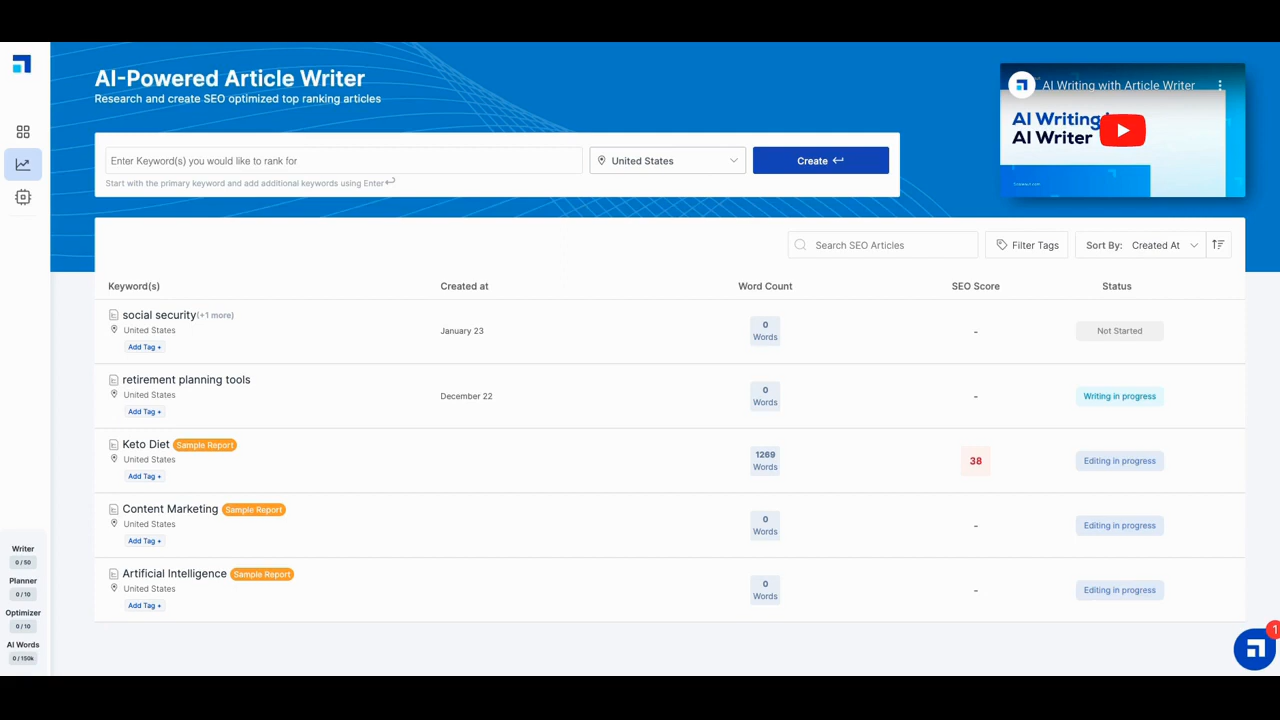 AI-Powered Article Writer
Research and create SEO optimized top ranking articles
Enter Keyword(s) you would like to rank for
United States
Create
Start with the primary keyword and add additional keywords using Enter
AI Writing with Article Writer
AI Writing
AI Writer
Search SEO Articles
Filter Tags
Sort By: Created At
Keyword(s) Created at Word Count SEO Score Status
social security(+1 more)
United States
Add Tag +
January 23
0
Words
-
Not Started
retirement planning tools
United States
Add Tag +
December 22
0
Words
-
Writing in progress
Keto Diet Sample Report
United States
Add Tag +
1269
Words
38
Editing in progress
Content Marketing Sample Report
United States
Add Tag +
0
Words
-
Editing in progress
Artificial Intelligence Sample Report
United States
Add Tag +
0
Words
-
Editing in progress
Writer
0 / 50
Planner
0 / 10
Optimizer
0 / 10
AI Words
0 / 150k
1